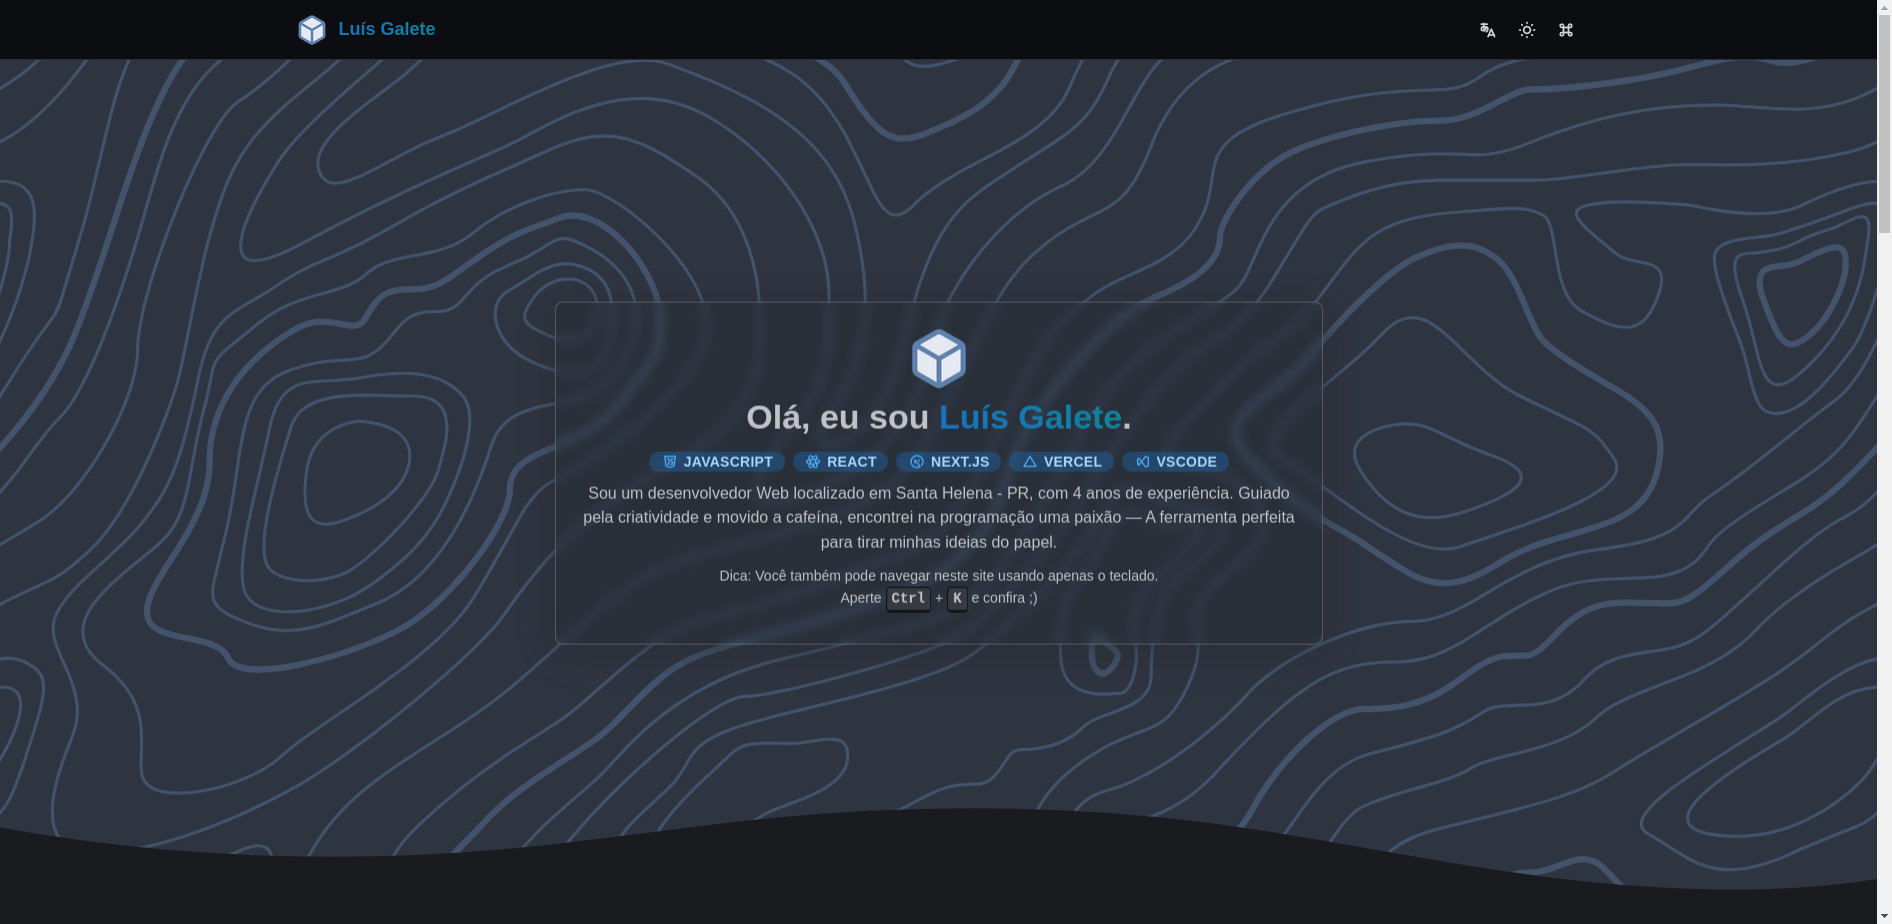 Luís Galete
Olá, eu sou Luís Galete.
JAVASCRIPT REACT NEXT.JS VERCEL VSCODE
Sou um desenvolvedor Web localizado em Santa Helena - PR, com 4 anos de experiência. Guiado
pela criatividade e movido a cafeína, encontrei na programação uma paixão — A ferramenta perfeita
para tirar minhas ideias do papel.
Dica: Você também pode navegar neste site usando apenas o teclado.
Aperte Ctrl + K e confira ;)